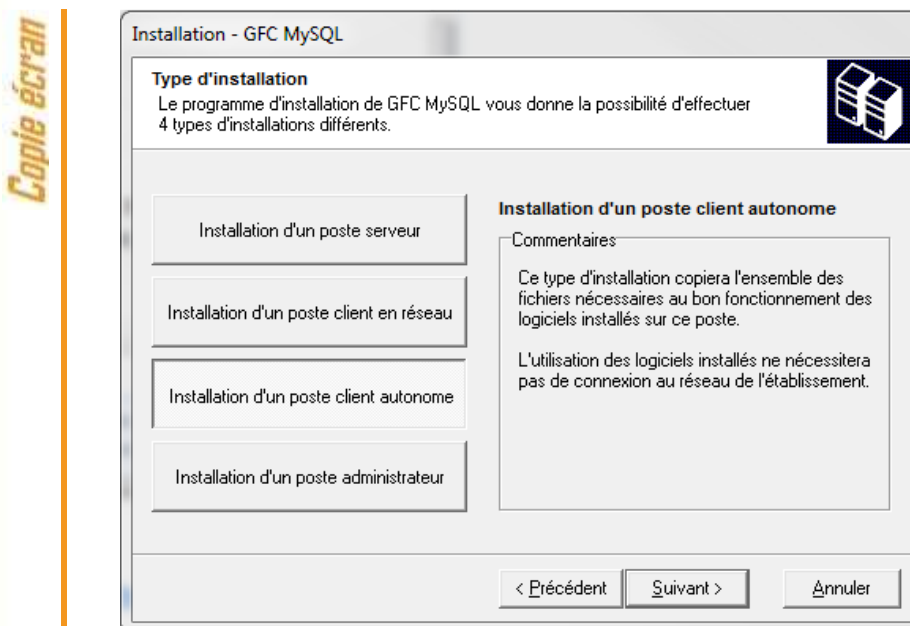 Copie écran
Installation - GFC MySQL
Type d'installation
Le programme d'installation de GFC MySQL vous donne la possibilité d'effectuer
4 types d'installations différents.
Installation d'un poste serveur
Installation d'un poste client en réseau
Installation d'un poste client autonome
Installation d'un poste administrateur
Installation d'un poste client autonome
Commentaires
Ce type d'installation copiera l'ensemble des
fichiers nécessaires au bon fonctionnement des
logiciels installés sur ce poste.
L'utilisation des logiciels installés ne nécessitera
pas de connexion au réseau de l'établissement.
< Précédent
Suivant >
Annuler